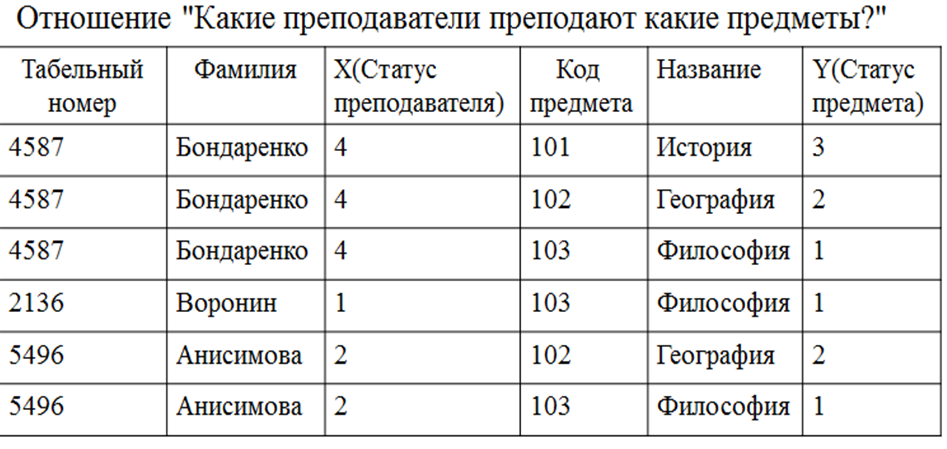 Отношение "Какие преподаватели преподают какие предметы?"
Табельный номер Фамилия X(Статус преподавателя) Код предмета Название Y(Статус предмета)
4587 Бондаренко 4 101 История 3
4587 Бондаренко 4 102 География 2
4587 Бондаренко 4 103 Философия 1
2136 Воронин 1 103 Философия 1
5496 Анисимова 2 102 География 2
5496 Анисимова 2 103 Философия 1